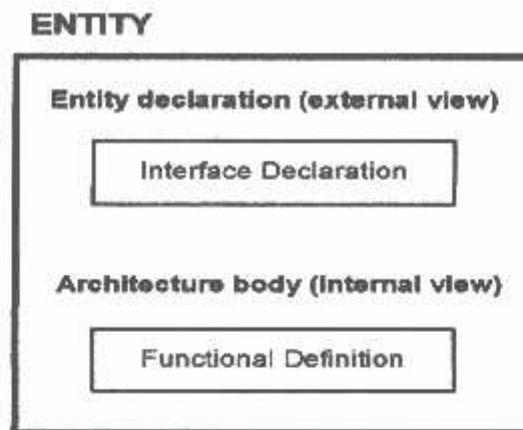 ENTITY
Entity declaration (external view)
Interface Declaration
Architecture body (internal view)
Functional Definition